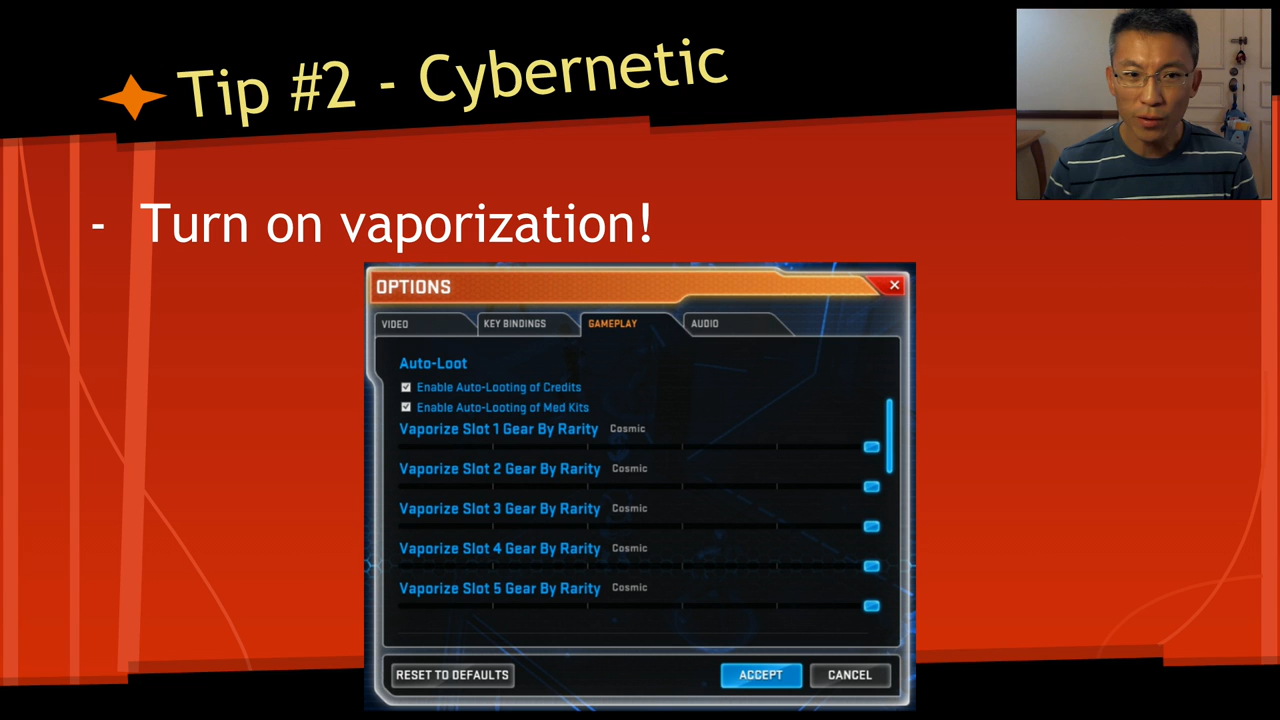 Tip #2 - Cybernetic
- Turn on vaporization!
OPTIONS
VIDEO KEY BINDINGS GAMEPLAY AUDIO
Auto-Loot
Enable Auto-Looting of Credits
Enable Auto-Looting of Med Kits
Vaporize Slot 1 Gear By Rarity Cosmic
Vaporize Slot 2 Gear By Rarity Cosmic
Vaporize Slot 3 Gear By Rarity Cosmic
Vaporize Slot 4 Gear By Rarity Cosmic
Vaporize Slot 5 Gear By Rarity Cosmic
RESET TO DEFAULTS ACCEPT CANCEL